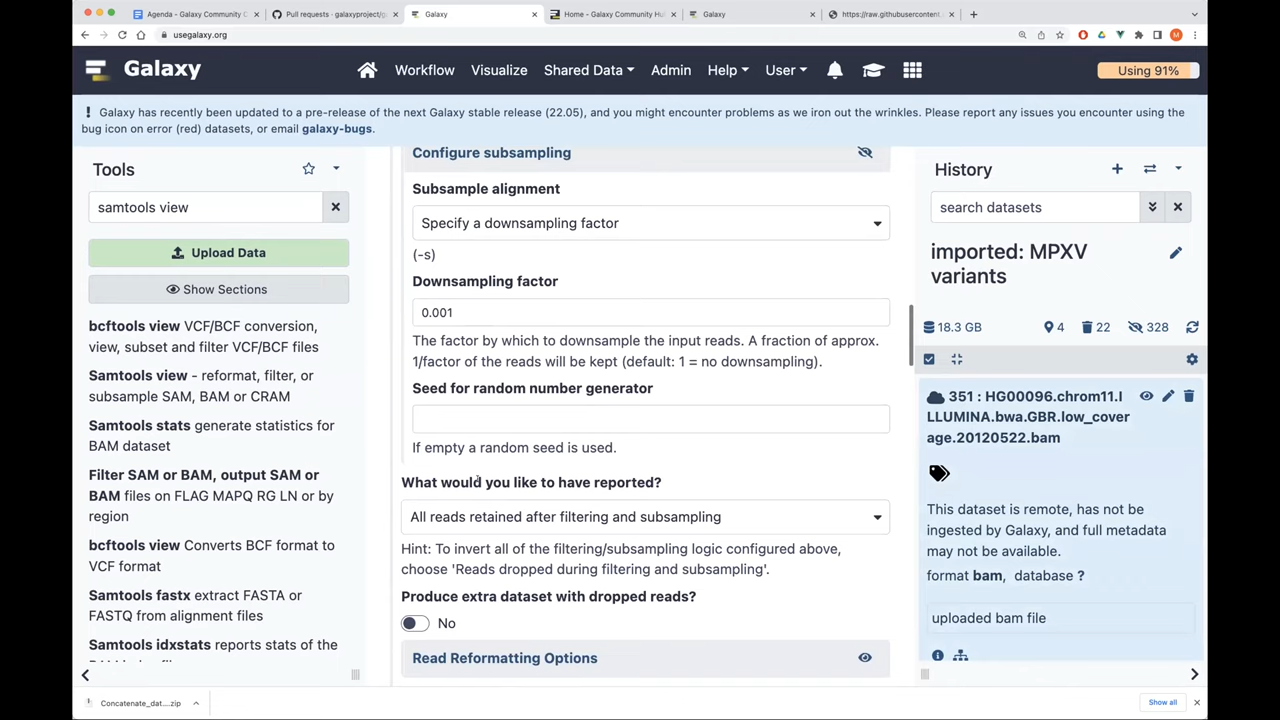 Agenda - Galaxy Community C
Pull requests · galaxyproject/g
Galaxy
Home - Galaxy Community Hu
Galaxy
https://raw.githubusercontent.
usegalaxy.org
Galaxy
Workflow Visualize Shared Data Admin Help User
Using 91%
Galaxy has recently been updated to a pre-release of the next Galaxy stable release (22.05), and you might encounter problems as we iron out the wrinkles. Please report any issues you encounter using the
bug icon on error (red) datasets, or email galaxy-bugs.
Tools
samtools view
Upload Data
Show Sections
bcftools view VCF/BCF conversion,
view, subset and filter VCF/BCF files
Samtools view - reformat, filter, or
subsample SAM, BAM or CRAM
Samtools stats generate statistics for
BAM dataset
Filter SAM or BAM, output SAM or
BAM files on FLAG MAPQ RG LN or by
region
bcftools view Converts BCF format to
VCF format
Samtools fastx extract FASTA or
FASTQ from alignment files
Samtools idxstats reports stats of the
Configure subsampling
Subsample alignment
Specify a downsampling factor
(-s)
Downsampling factor
0.001
The factor by which to downsample the input reads. A fraction of approx.
1/factor of the reads will be kept (default: 1 = no downsampling).
Seed for random number generator
If empty a random seed is used.
What would you like to have reported?
All reads retained after filtering and subsampling
Hint: To invert all of the filtering/subsampling logic configured above,
choose 'Reads dropped during filtering and subsampling'.
Produce extra dataset with dropped reads?
No
Read Reformatting Options
History
search datasets
imported: MPXV
variants
18.3 GB 4 22 328
351 : HG00096.chrom11.I
LLUMINA.bwa.GBR.low_cover
age.20120522.bam
This dataset is remote, has not be
ingested by Galaxy, and full metadata
may not be available.
format bam, database ?
uploaded bam file
Concatenate_dat....zip
Show all